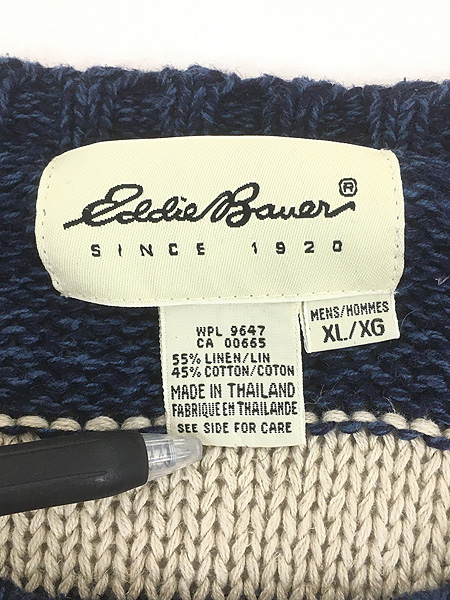 Eddie Bauer®
SINCE 1920
MENS/HOMMES
XL/XG
WPL 9647
CA 00665
55% LINEN/LIN
45% COTTON/COTON
MADE IN THAILAND
FABRIQUE EN THAILANDE
SEE SIDE FOR CARE